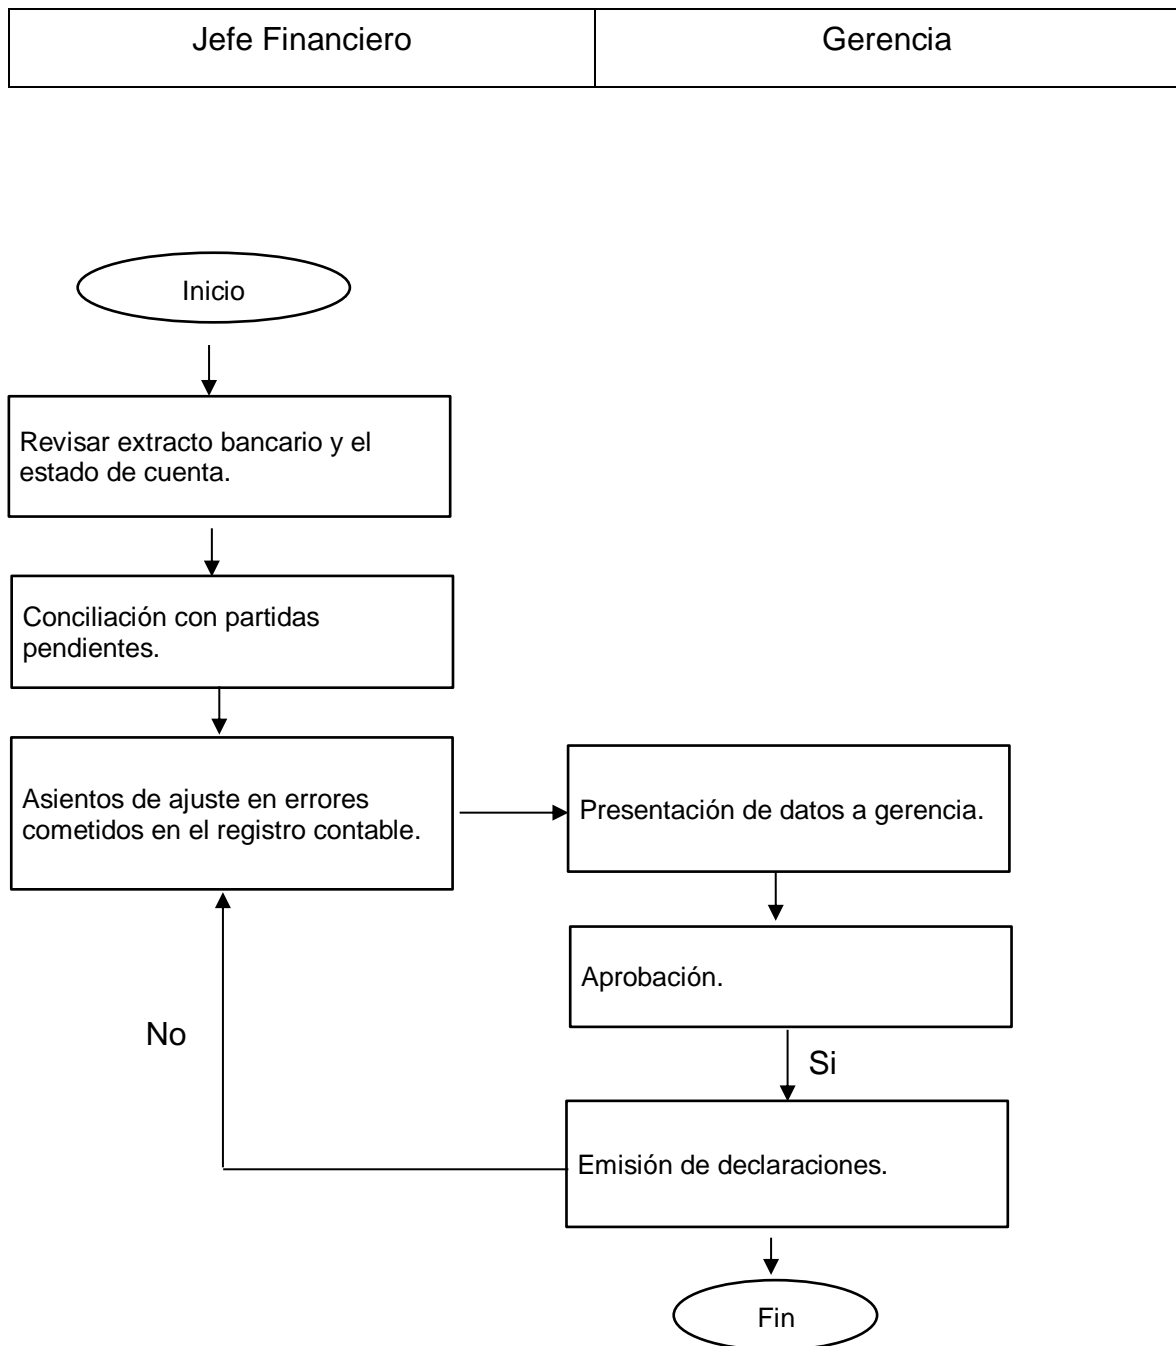 Jefe Financiero
Gerencia
Inicio
Revisar extracto bancario y el
estado de cuenta.
Conciliación con partidas
pendientes.
Asientos de ajuste en errores
cometidos en el registro contable.
Presentación de datos a gerencia.
Aprobación.
No
Si
Emisión de declaraciones.
Fin